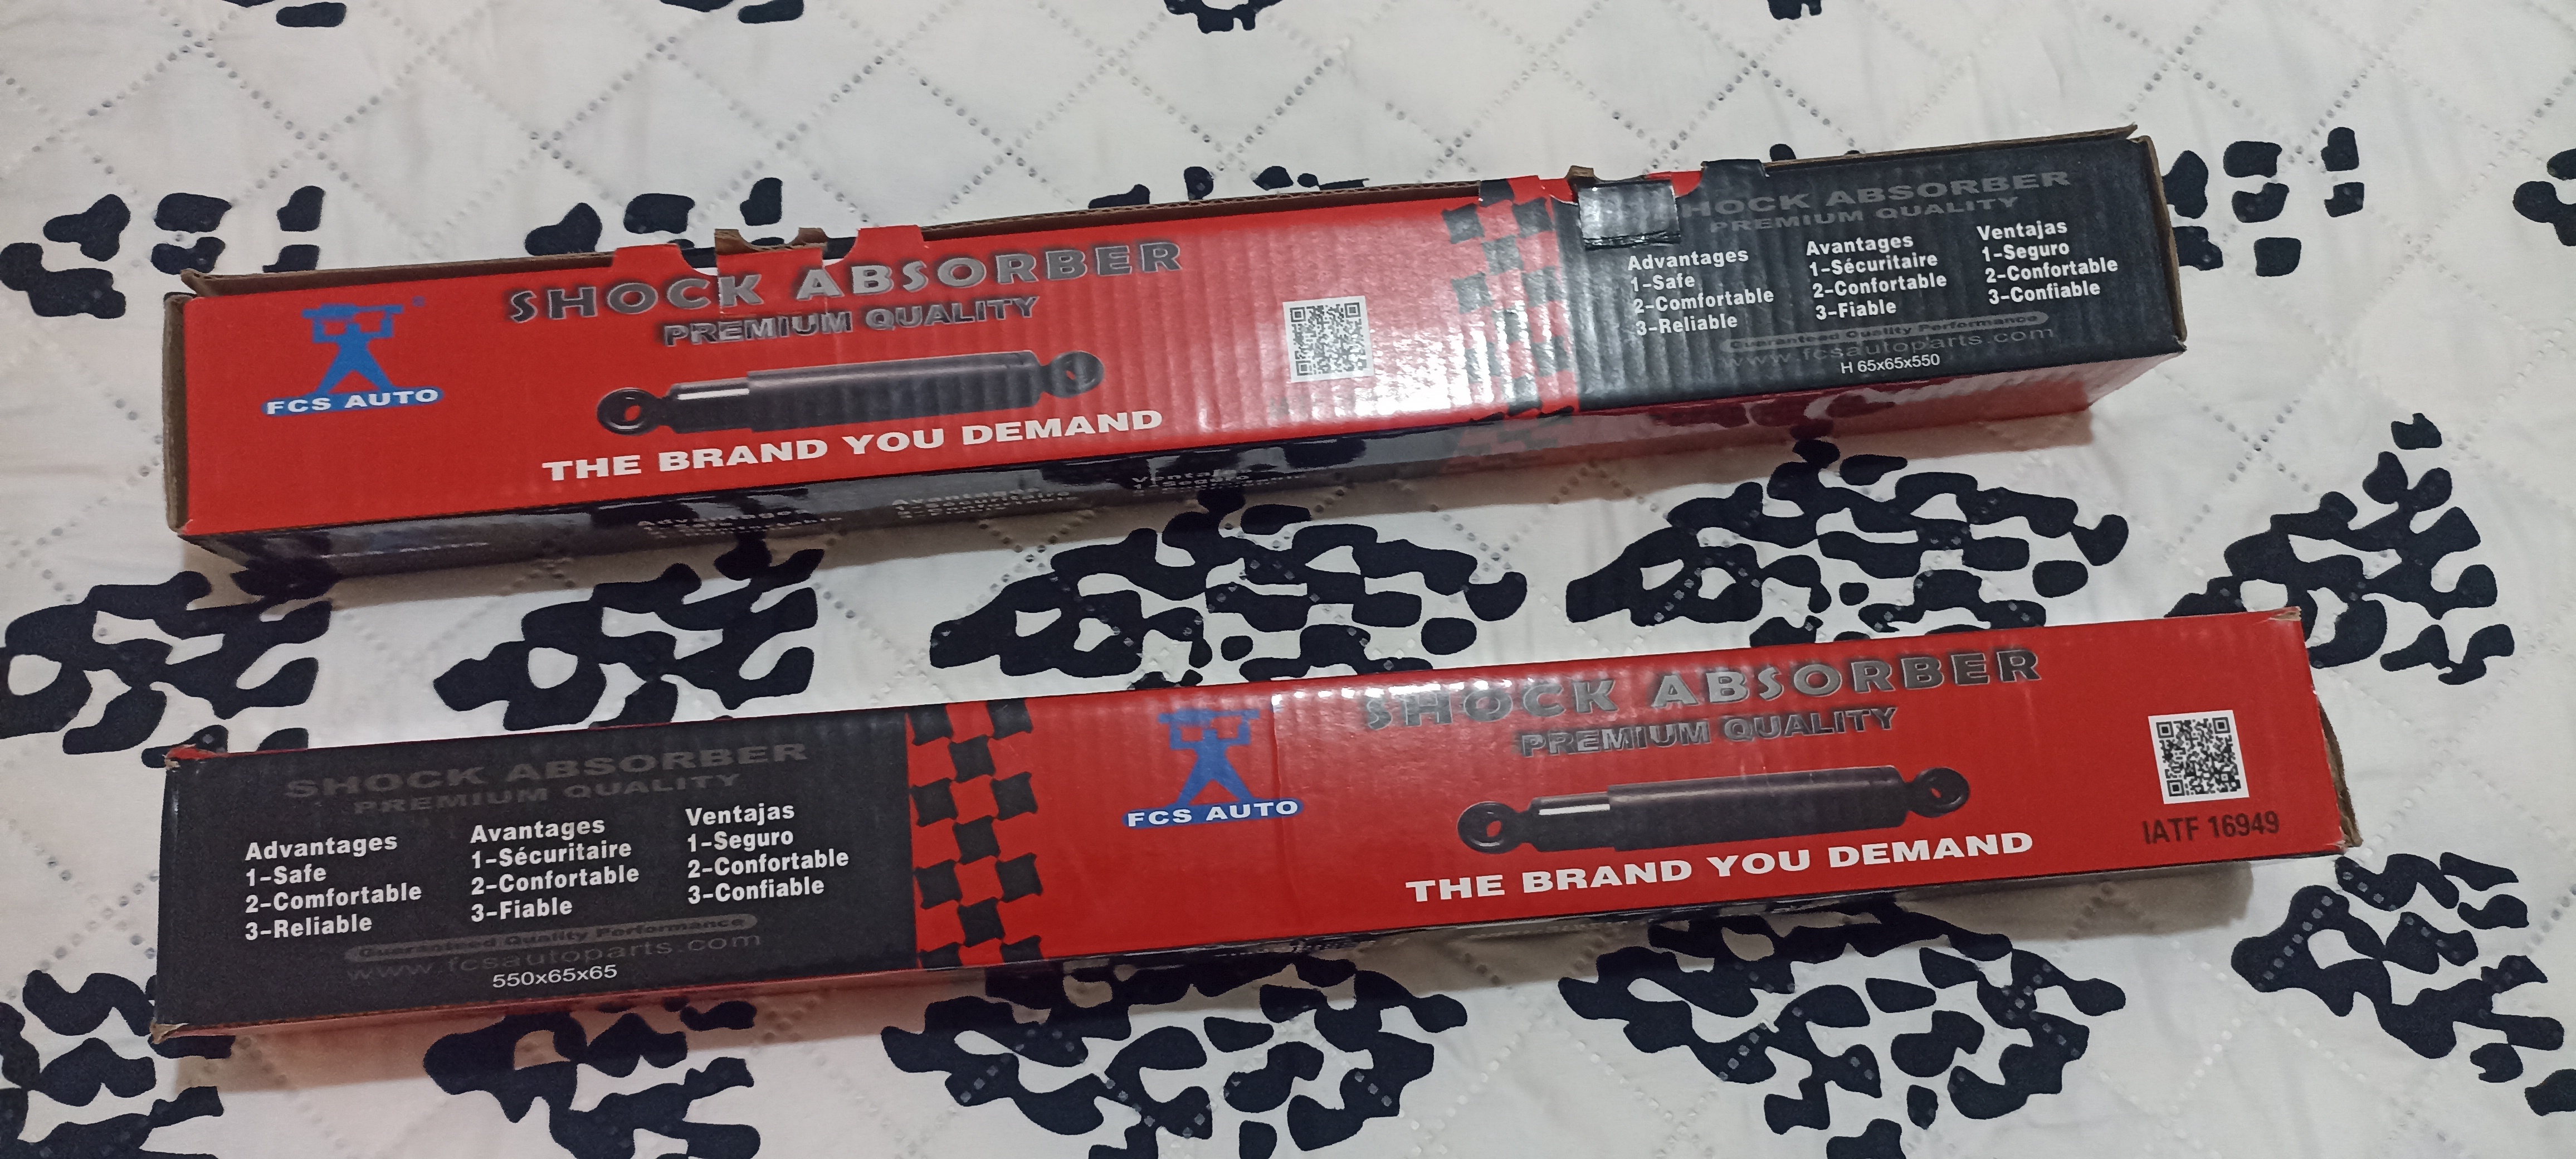 SHOCK ABSORBER
PREMIUM QUALITY
FCS AUTO
THE BRAND YOU DEMAND
SHOCK ABSORBER
PREMIUM QUALITY
Advantages
1-Safe
2-Comfortable
3-Reliable
Avantages
1-Sécuritaire
2-Confortable
3-Fiable
Ventajas
1-Seguro
2-Confortable
3-Confiable
Guaranteed Quality Performance
www.fcsautoparts.com
H 65x65x550
SHOCK ABSORBER
PREMIUM QUALITY
Advantages
1-Safe
2-Comfortable
3-Reliable
Avantages
1-Sécuritaire
2-Confortable
3-Fiable
Ventajas
1-Seguro
2-Confortable
3-Confiable
Guaranteed Quality Performance
www.fcsautoparts.com
550x65x65
FCS AUTO
SHOCK ABSORBER
PREMIUM QUALITY
THE BRAND YOU DEMAND
IATF 16949